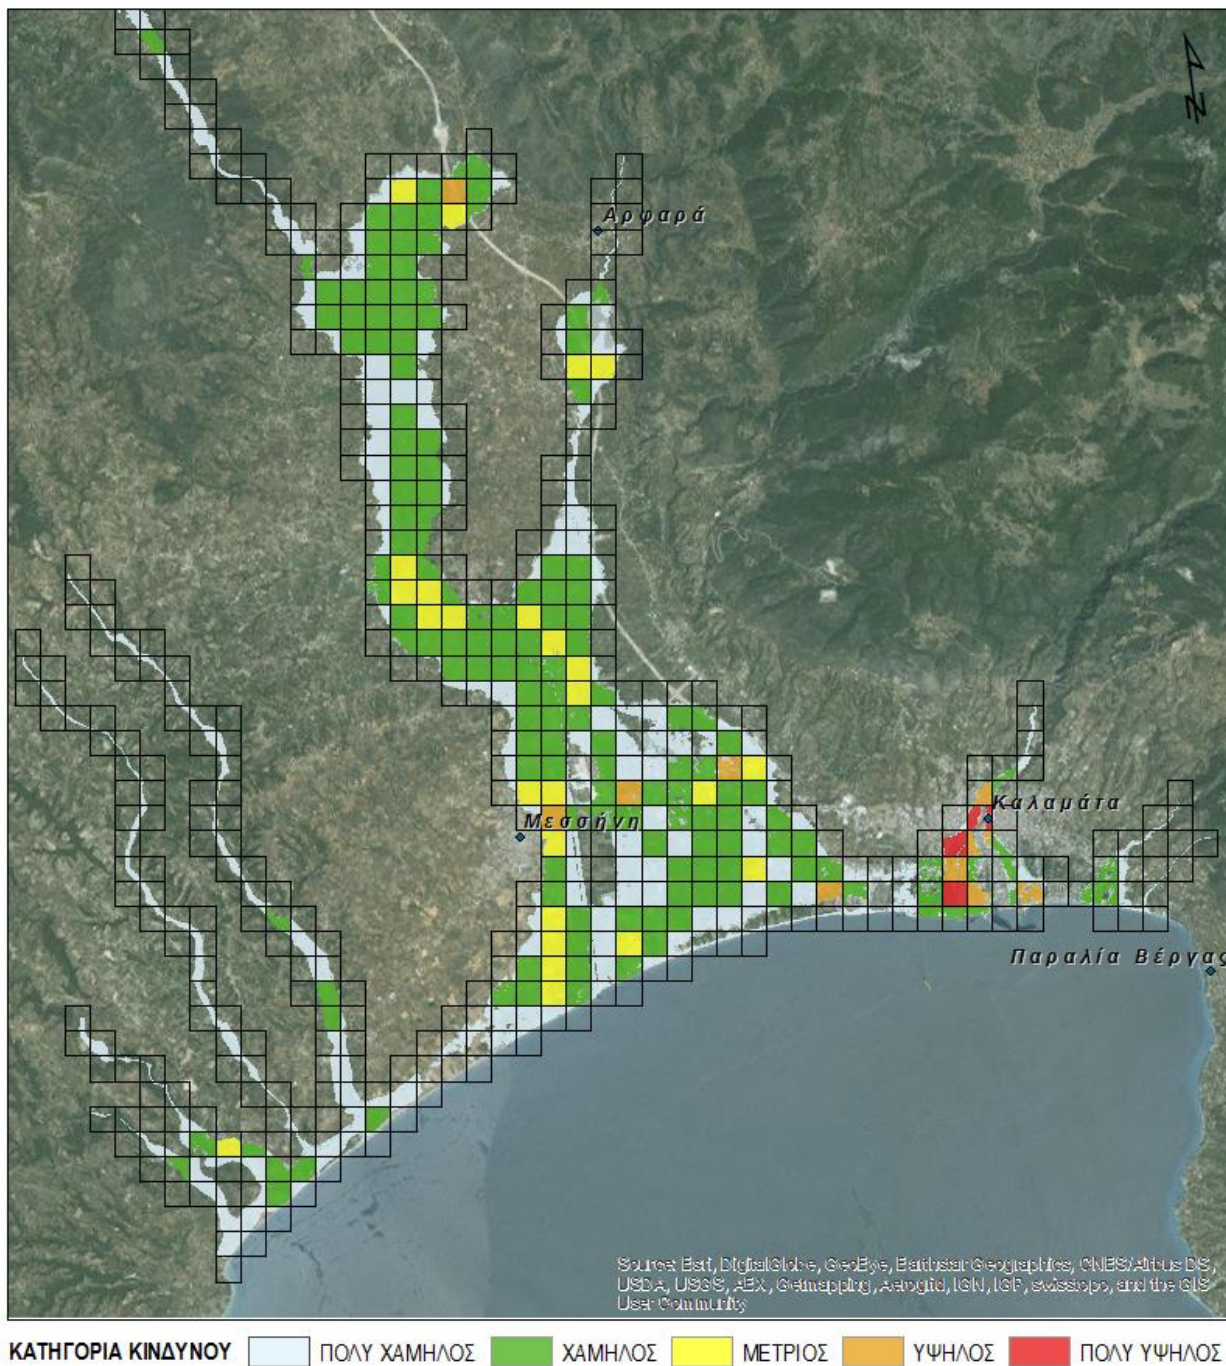 N
Αρφαρά
Καλαμάτα
Μεσσήνη
Παραλία Βέργας
Source: Esri, DigitalGlobe, GeoEye, Earthstar Geographics, CNES/Airbus DS,
USDA, USGS, AEX, Getmapping, Aerogrid, IGN, IGP, swisstopo, and the GIS
User Community
ΚΑΤΗΓΟΡΙΑ ΚΙΝΔΥΝΟΥ ΠΟΛΥ ΧΑΜΗΛΟΣ ΧΑΜΗΛΟΣ ΜΕΤΡΙΟΣ ΥΨΗΛΟΣ ΠΟΛΥ ΥΨΗΛΟΣ